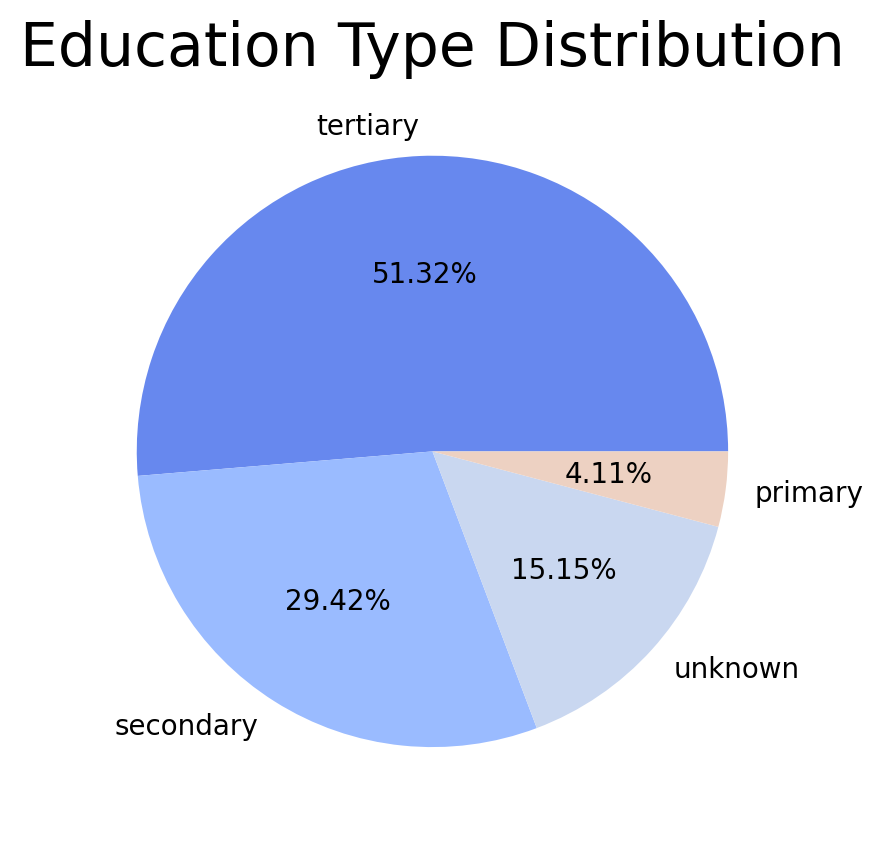 Education Type Distribution
tertiary
51.32%
4.11%
primary
15.15%
29.42%
unknown
secondary